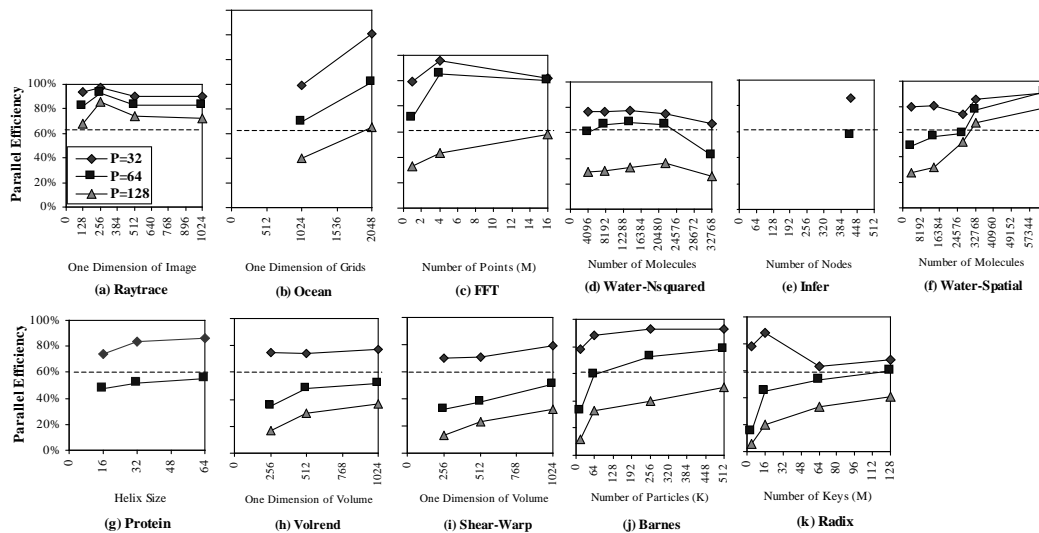 Parallel Efficiency
100%
80%
60%
40%
20%
0%
P=32
P=64
P=128
0 128 256 384 512 640 768 896 1024
One Dimension of Image
(a) Raytrace
0 512 1024 1536 2048
One Dimension of Grids
(b) Ocean
0 2 4 6 8 10 12 14 16
Number of Points (M)
(c) FFT
4096 8192 12288 16384 20480 24576 28672 32768
Number of Molecules
(d) Water-Nsquared
0 64 128 192 256 320 384 448 512
Number of Nodes
(e) Infer
0 8192 16384 24576 32768 40960 49152 57344
Number of Molecules
(f) Water-Spatial
Parallel Efficiency
100%
80%
60%
40%
20%
0%
0 16 32 48 64
Helix Size
(g) Protein
0 256 512 768 1024
One Dimension of Volume
(h) Volrend
0 256 512 768 1024
One Dimension of Volume
(i) Shear-Warp
0 64 128 192 256 320 384 448 512
Number of Particles (K)
(j) Barnes
0 16 32 48 64 80 96 112 128
Number of Keys (M)
(k) Radix